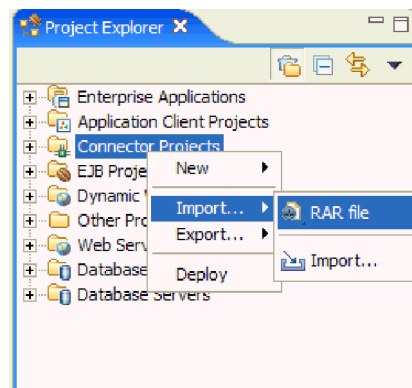 Project Explorer
Enterprise Applications
Application Client Projects
Connector Projects
EJB Proje
New
Dynamic
Import...
RAR file
Other Pro
Export...
Web Serv
Import...
Database
Deploy
Database Servers